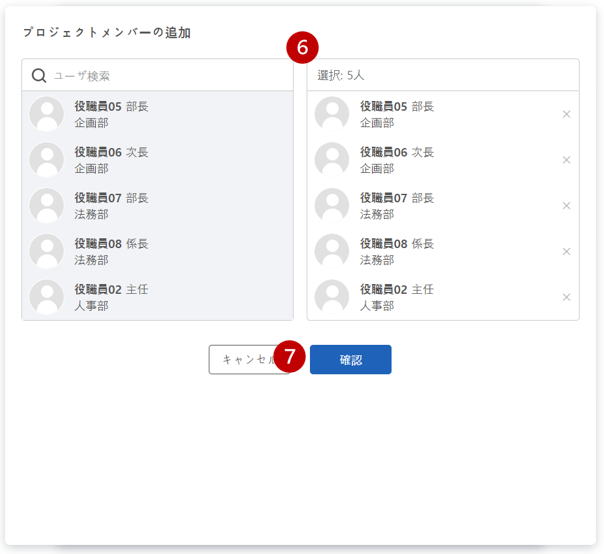 プロジェクトメンバーの追加
6
ユーザ検索
役職員05 部長
企画部
役職員06 次長
企画部
役職員07 部長
法務部
役職員08 係長
法務部
役職員02 主任
人事部
選択: 5人
役職員05 部長
企画部
役職員06 次長
企画部
役職員07 部長
法務部
役職員08 係長
法務部
役職員02 主任
人事部
キャンセル
7
確認